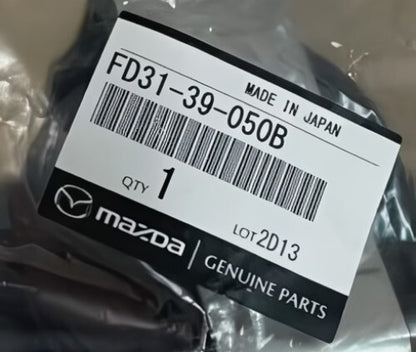 FD31-39-050B
MADE IN JAPAN
QTY 1
LOT 2D13
mazda | GENUINE PARTS